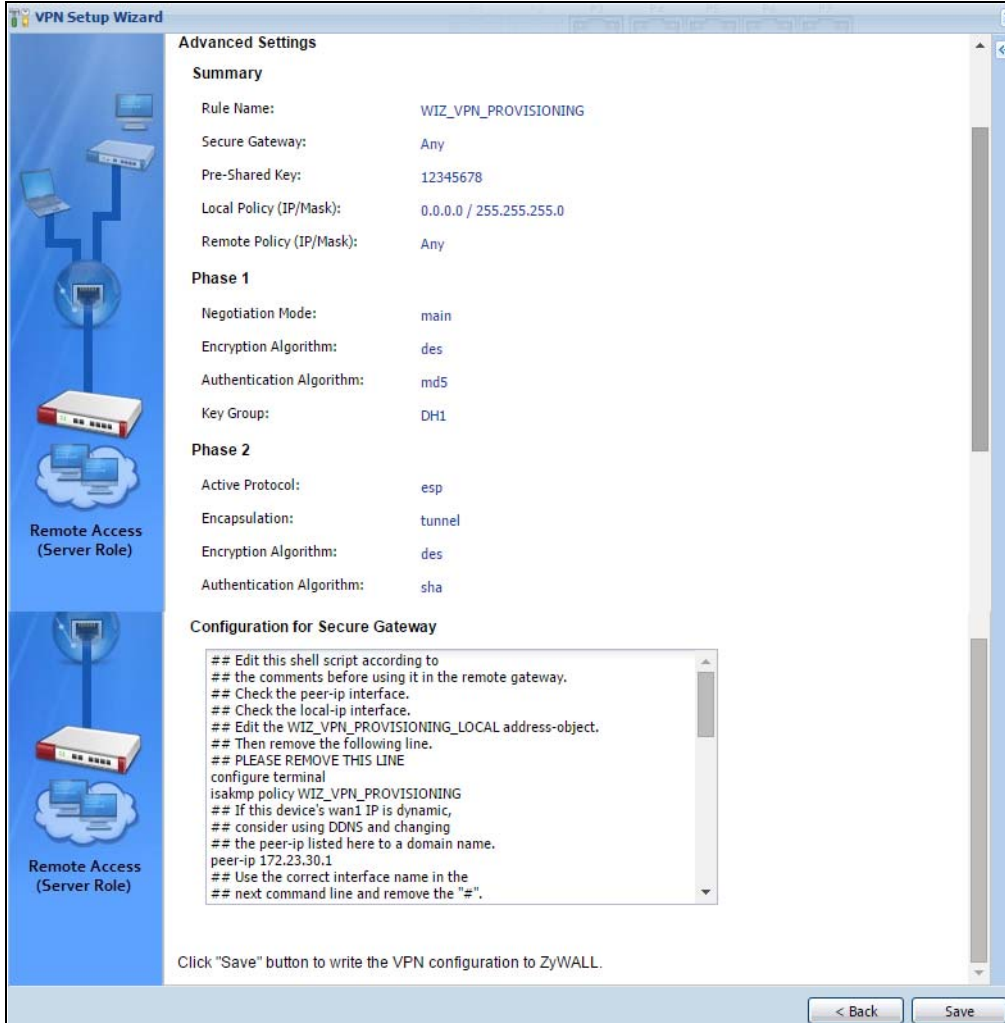 VPN Setup Wizard
Advanced Settings
Summary
Rule Name: WIZ_VPN_PROVISIONING
Secure Gateway: Any
Pre-Shared Key: 12345678
Local Policy (IP/Mask): 0.0.0.0 / 255.255.255.0
Remote Policy (IP/Mask): Any
Phase 1
Negotiation Mode: main
Encryption Algorithm: des
Authentication Algorithm: md5
Key Group: DH1
Phase 2
Active Protocol: esp
Encapsulation: tunnel
Encryption Algorithm: des
Authentication Algorithm: sha
Remote Access
(Server Role)
Configuration for Secure Gateway
## Edit this shell script according to
## the comments before using it in the remote gateway.
## Check the peer-ip interface.
## Check the local-ip interface.
## Edit the WIZ_VPN_PROVISIONING_LOCAL address-object.
## Then remove the following line.
## PLEASE REMOVE THIS LINE
configure terminal
isakmp policy WIZ_VPN_PROVISIONING
## If this device's wan1 IP is dynamic,
## consider using DDNS and changing
## the peer-ip listed here to a domain name.
peer-ip 172.23.30.1
## Use the correct interface name in the
## next command line and remove the "#".
Remote Access
(Server Role)
Click "Save" button to write the VPN configuration to ZyWALL.
< Back
Save